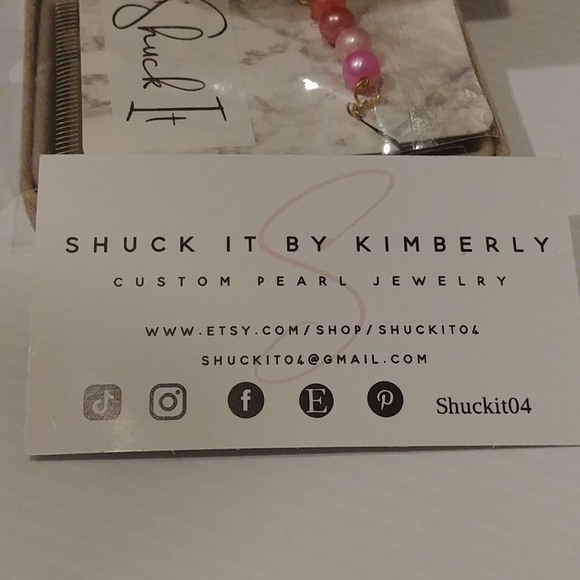 Shuck It
SHUCK IT BY KIMBERLY
CUSTOM PEARL JEWELRY
WWW.ETSY.COM/SHOP/SHUCKIT04
SHUCKIT04@GMAIL.COM
f E Shuckit04